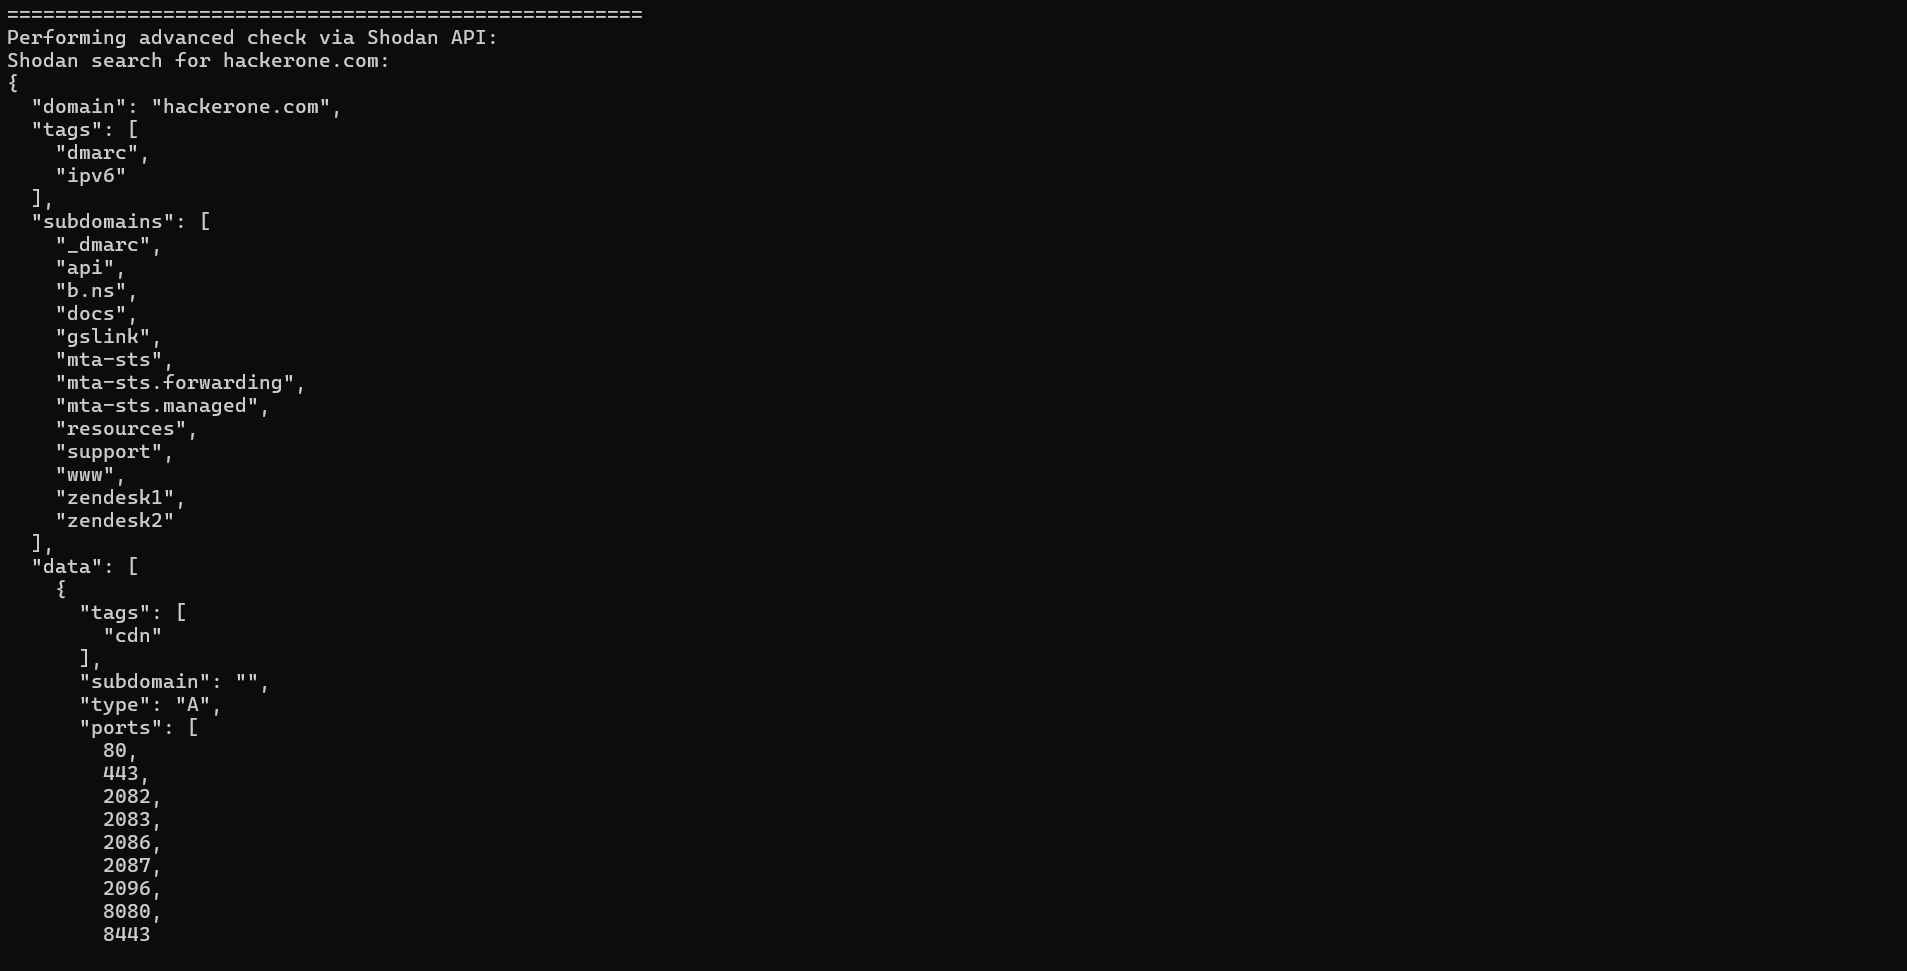 =====================================================
Performing advanced check via Shodan API:
Shodan search for hackerone.com:
{
  "domain": "hackerone.com",
  "tags": [
    "dmarc",
    "ipv6"
  ],
  "subdomains": [
    "_dmarc",
    "api",
    "b.ns",
    "docs",
    "gslink",
    "mta-sts",
    "mta-sts.forwarding",
    "mta-sts.managed",
    "resources",
    "support",
    "www",
    "zendesk1",
    "zendesk2"
  ],
  "data": [
    {
      "tags": [
        "cdn"
      ],
      "subdomain": "",
      "type": "A",
      "ports": [
        80,
        443,
        2082,
        2083,
        2086,
        2087,
        2096,
        8080,
        8443